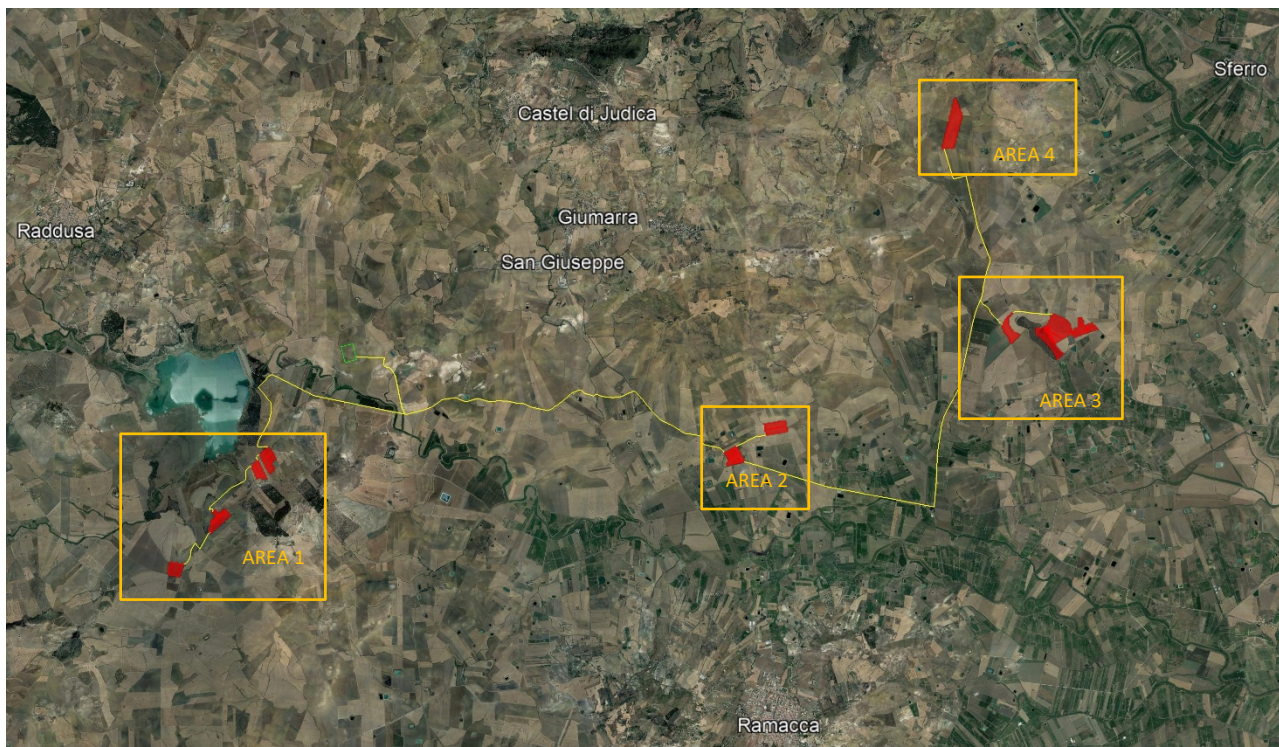 Sferro
Castel di Judica
AREA 4
Giumarra
Raddusa
San Giuseppe
AREA 3
AREA 2
AREA 1
Ramacca